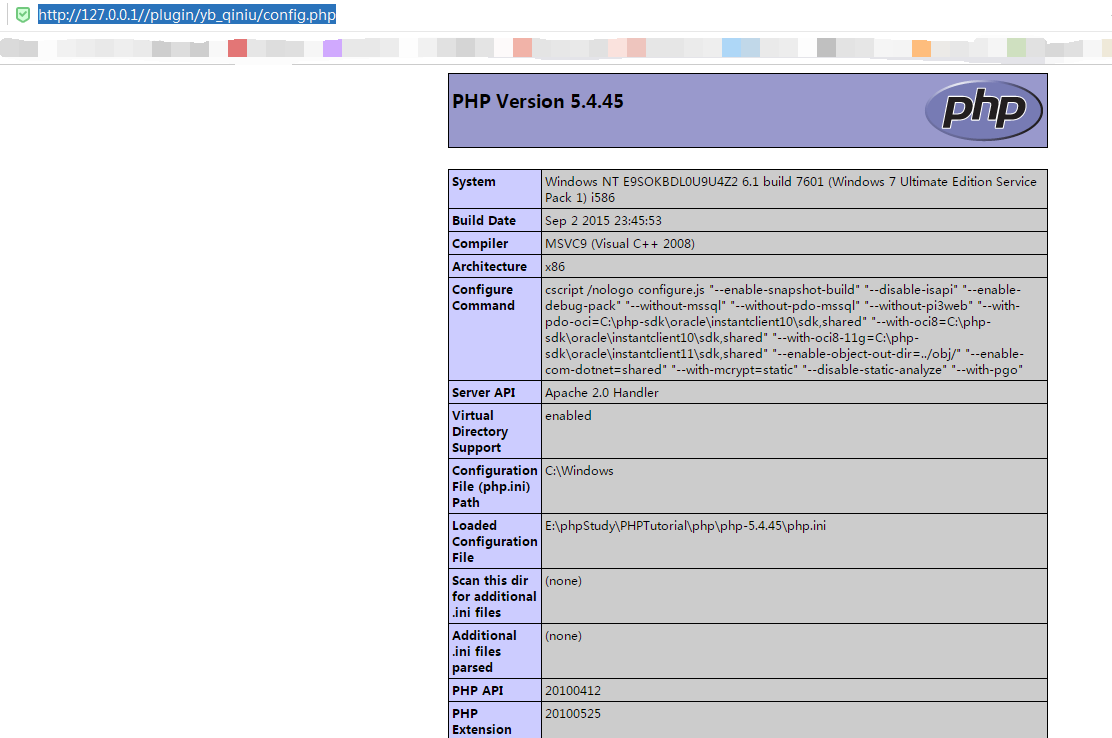 http://127.0.0.1//plugin/yb_qiniu/config.php
PHP Version 5.4.45
php
System
Windows NT E9SOKBDL0U9U4Z2 6.1 build 7601 (Windows 7 Ultimate Edition Service
Pack 1) i586
Build Date
Sep 2 2015 23:45:53
Compiler
MSVC9 (Visual C++ 2008)
Architecture
x86
Configure
Command
cscript /nologo configure.js "--enable-snapshot-build" "--disable-isapi" "--enable-
debug-pack" "--without-mssql" "--without-pdo-mssql" "--without-pi3web" "--with-
pdo-oci=C:\php-sdk\oracle\instantclient10\sdk,shared" "--with-oci8=C:\php-
sdk\oracle\instantclient10\sdk,shared" "--with-oci8-11g=C:\php-
sdk\oracle\instantclient11\sdk,shared" "--enable-object-out-dir=../obj/" "--enable-
com-dotnet=shared" "--with-mcrypt=static" "--disable-static-analyze" "--with-pgo"
Server API
Apache 2.0 Handler
Virtual
Directory
Support
enabled
Configuration
File (php.ini)
Path
C:\Windows
Loaded
Configuration
File
E:\phpStudy\PHPTutorial\php\php-5.4.45\php.ini
Scan this dir
for additional
.ini files
(none)
Additional
.ini files
parsed
(none)
PHP API
20100412
PHP
Extension
20100525